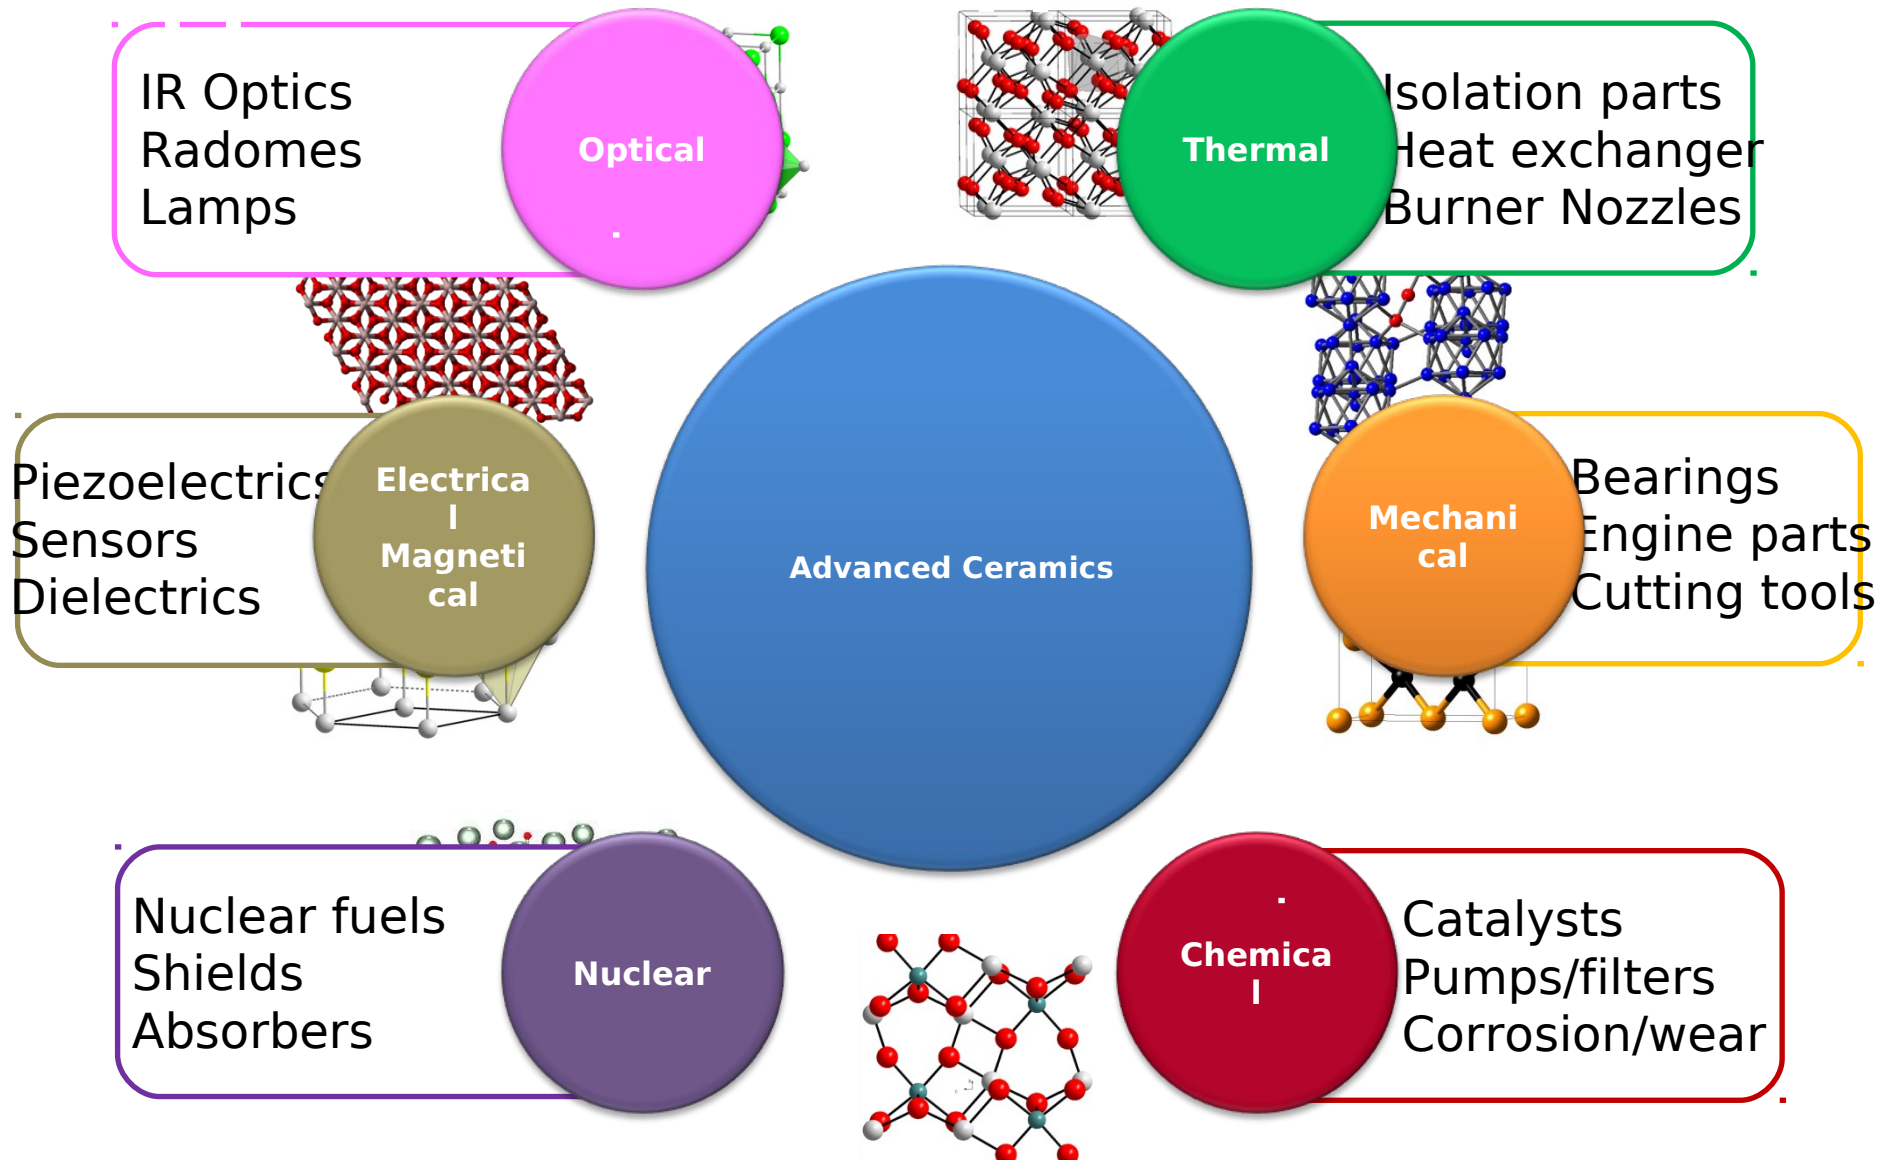 IR Optics
Radomes
Lamps
Optical
.
Thermal
Isolation parts
Heat exchanger
Burner Nozzles
Piezoelectrics
Sensors
Dielectrics
Electrica
l
Magneti
cal
Advanced Ceramics
Mechani
cal
Bearings
Engine parts
Cutting tools
Nuclear fuels
Shields
Absorbers
Nuclear
.
Chemica
l
Catalysts
Pumps/filters
Corrosion/wear